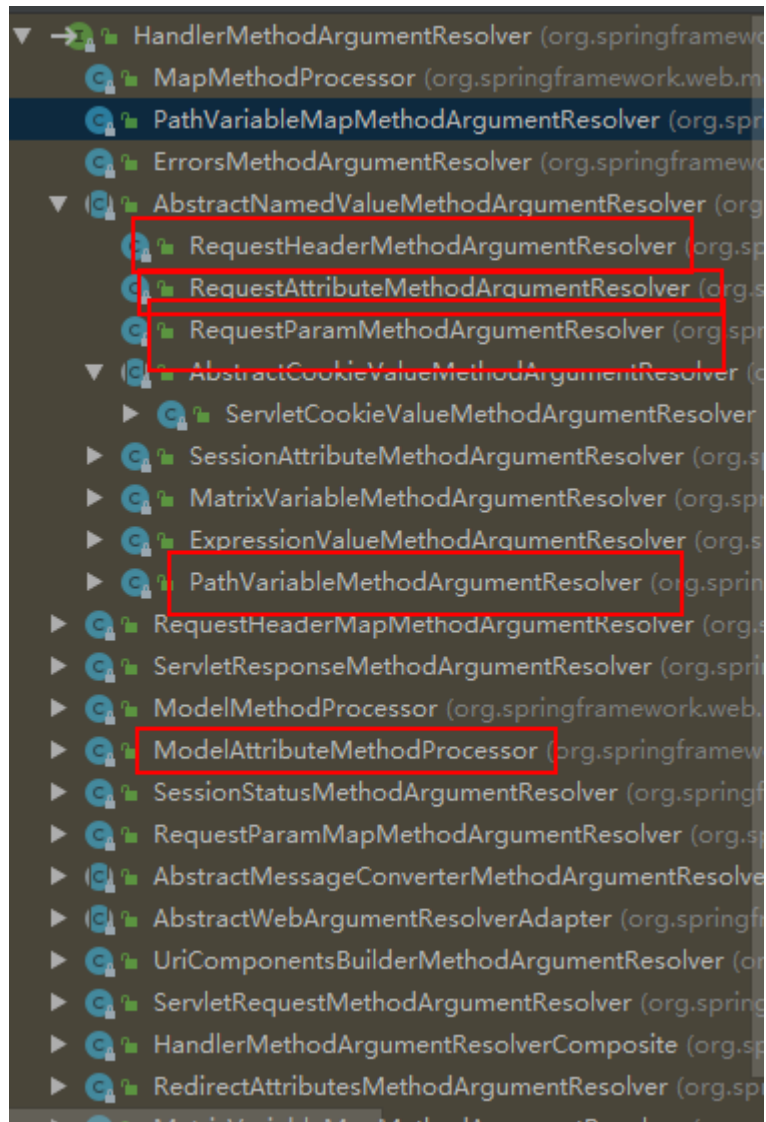 HandlerMethodArgumentResolver (org.springframewo
MapMethodProcessor (org.springframework.web.m
PathVariableMapMethodArgumentResolver (org.spr
ErrorsMethodArgumentResolver (org.springframewo
AbstractNamedValueMethodArgumentResolver (org
RequestHeaderMethodArgumentResolver (org.sp
RequestAttributeMethodArgumentResolver (org.s
RequestParamMethodArgumentResolver (org.spr
AbstractCookieValueMethodArgumentResolver (o
ServletCookieValueMethodArgumentResolver
SessionAttributeMethodArgumentResolver (org.s
MatrixVariableMethodArgumentResolver (org.spr
ExpressionValueMethodArgumentResolver (org.s
PathVariableMethodArgumentResolver (org.sprin
RequestHeaderMapMethodArgumentResolver (org.s
ServletResponseMethodArgumentResolver (org.spri
ModelMethodProcessor (org.springframework.web.
ModelAttributeMethodProcessor (org.springframew
SessionStatusMethodArgumentResolver (org.springf
RequestParamMapMethodArgumentResolver (org.sp
AbstractMessageConverterMethodArgumentResolve
AbstractWebArgumentResolverAdapter (org.springfr
UriComponentsBuilderMethodArgumentResolver (or
ServletRequestMethodArgumentResolver (org.spring
HandlerMethodArgumentResolverComposite (org.sp
RedirectAttributesMethodArgumentResolver (org.spr